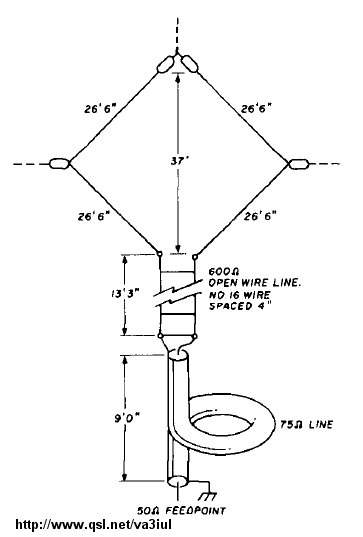 26'6"
26'6"
37'
26'6"
26'6"
600Ω
OPEN WIRE LINE.
NO 16 WIRE
SPACED 4"
13'3"
9'0"
75Ω LINE
50Ω FEEDPOINT
http://www.qsl.net/va3iul